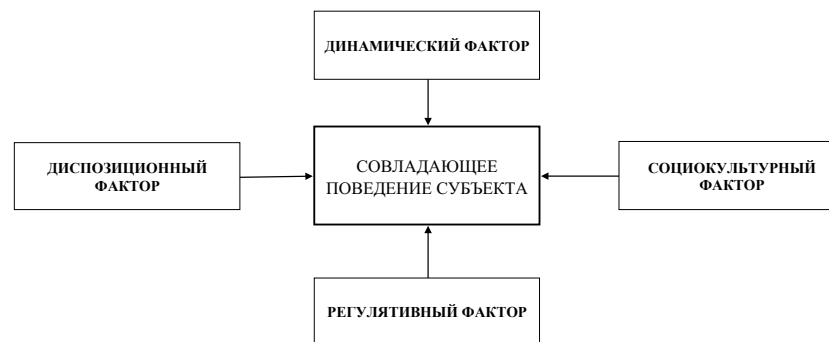 ДИНАМИЧЕСКИЙ ФАКТОР
ДИСПОЗИЦИОННЫЙ
ФАКТОР
СОВЛАДАЮЩЕЕ
ПОВЕДЕНИЕ СУБЪЕКТА
СОЦИОКУЛЬТУРНЫЙ
ФАКТОР
РЕГУЛЯТИВНЫЙ ФАКТОР